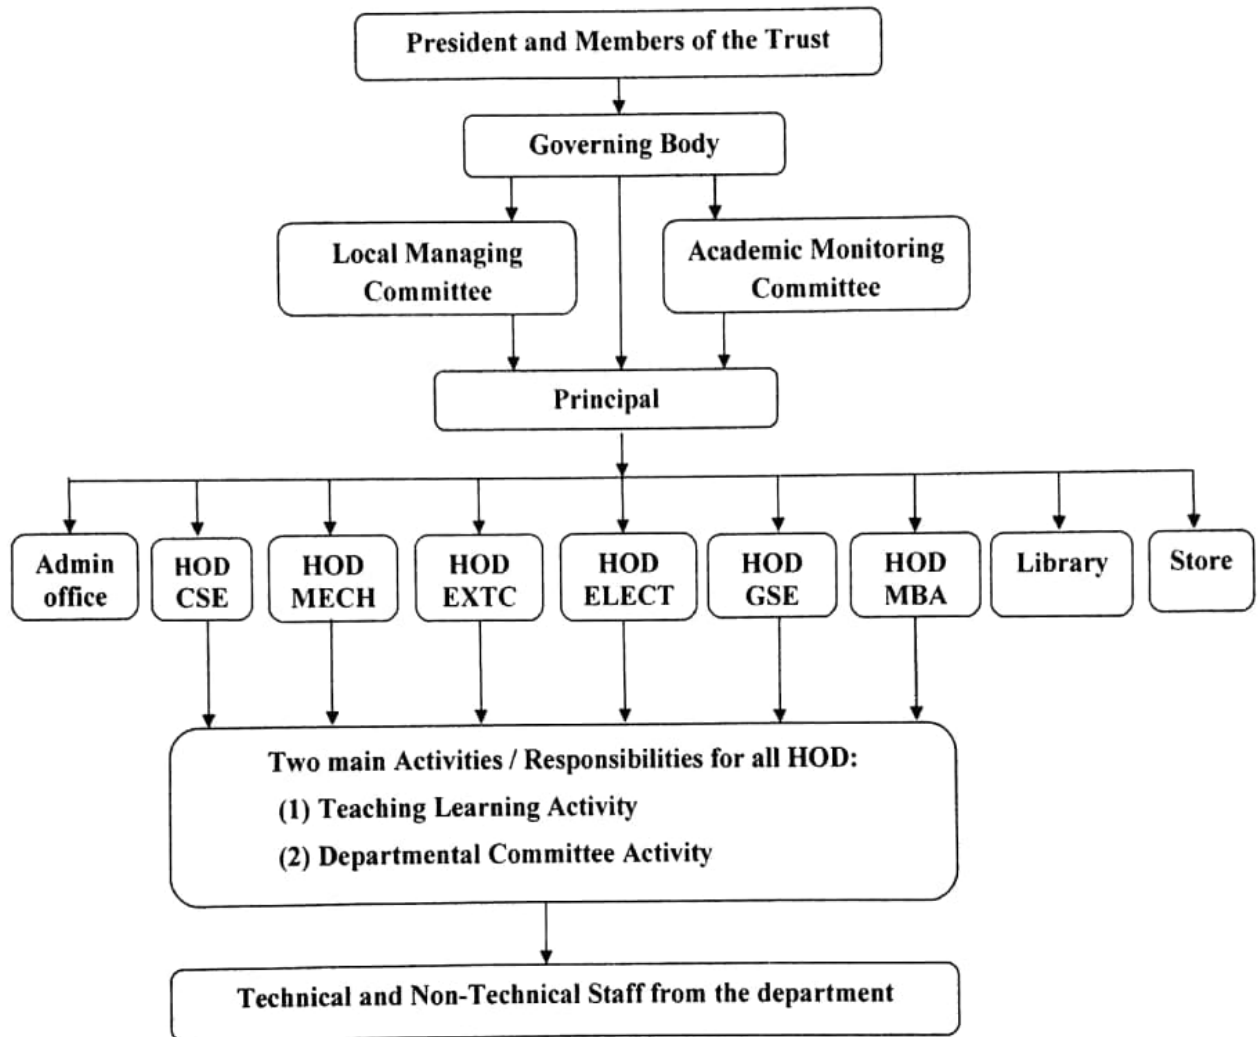 President and Members of the Trust
Governing Body
Local Managing
Committee
Academic Monitoring
Committee
Principal
Admin
office
HOD
CSE
HOD
MECH
HOD
EXTC
HOD
ELECT
HOD
GSE
HOD
MBA
Library
Store
Two main Activities / Responsibilities for all HOD:
(1) Teaching Learning Activity
(2) Departmental Committee Activity
Technical and Non-Technical Staff from the department